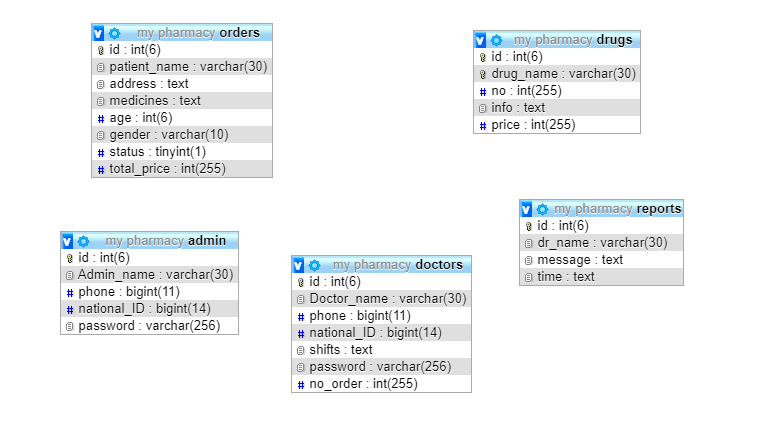 my pharmacy orders
id : int(6)
patient_name : varchar(30)
address : text
medicines : text
# age : int(6)
gender : varchar(10)
# status : tinyint(1)
# total_price : int(255)
my pharmacy drugs
id : int(6)
drug_name : varchar(30)
# no : int(255)
info : text
# price : int(255)
my pharmacy admin
id : int(6)
Admin_name : varchar(30)
# phone : bigint(11)
# national_ID : bigint(14)
password : varchar(256)
my pharmacy doctors
id : int(6)
Doctor_name : varchar(30)
# phone : bigint(11)
# national_ID : bigint(14)
shifts : text
password : varchar(256)
# no_order : int(255)
my pharmacy reports
id : int(6)
dr_name : varchar(30)
message : text
time : text